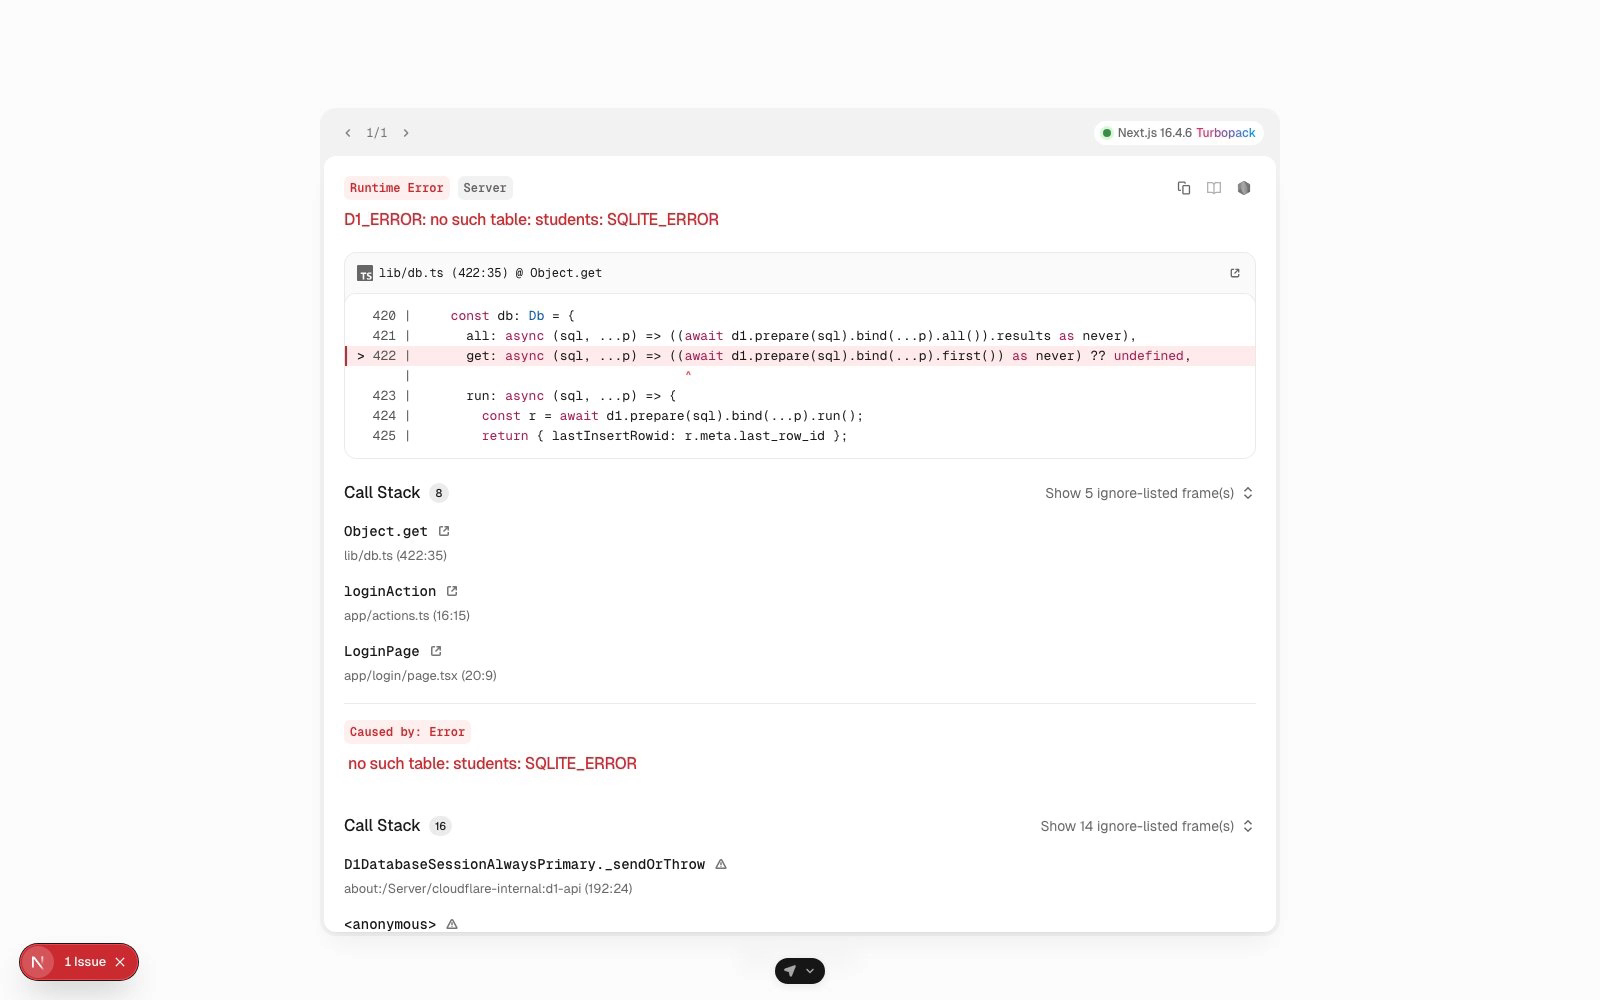 1/1
Next.js 16.4.6 Turbopack
Runtime Error Server
D1_ERROR: no such table: students: SQLITE_ERROR
TS lib/db.ts (422:35) @ Object.get
420 |     const db: Db = {
421 |       all: async (sql, ...p) => ((await d1.prepare(sql).bind(...p).all()).results as never),
> 422 |       get: async (sql, ...p) => ((await d1.prepare(sql).bind(...p).first()) as never) ?? undefined,
|                                   ^
423 |       run: async (sql, ...p) => {
424 |         const r = await d1.prepare(sql).bind(...p).run();
425 |         return { lastInsertRowid: r.meta.last_row_id };
Call Stack 8
Show 5 ignore-listed frame(s)
Object.get
lib/db.ts (422:35)
loginAction
app/actions.ts (16:15)
LoginPage
app/login/page.tsx (20:9)
Caused by: Error
no such table: students: SQLITE_ERROR
Call Stack 16
Show 14 ignore-listed frame(s)
D1DatabaseSessionAlwaysPrimary._sendOrThrow
about:/Server/cloudflare-internal:d1-api (192:24)
<anonymous>
N 1 Issue